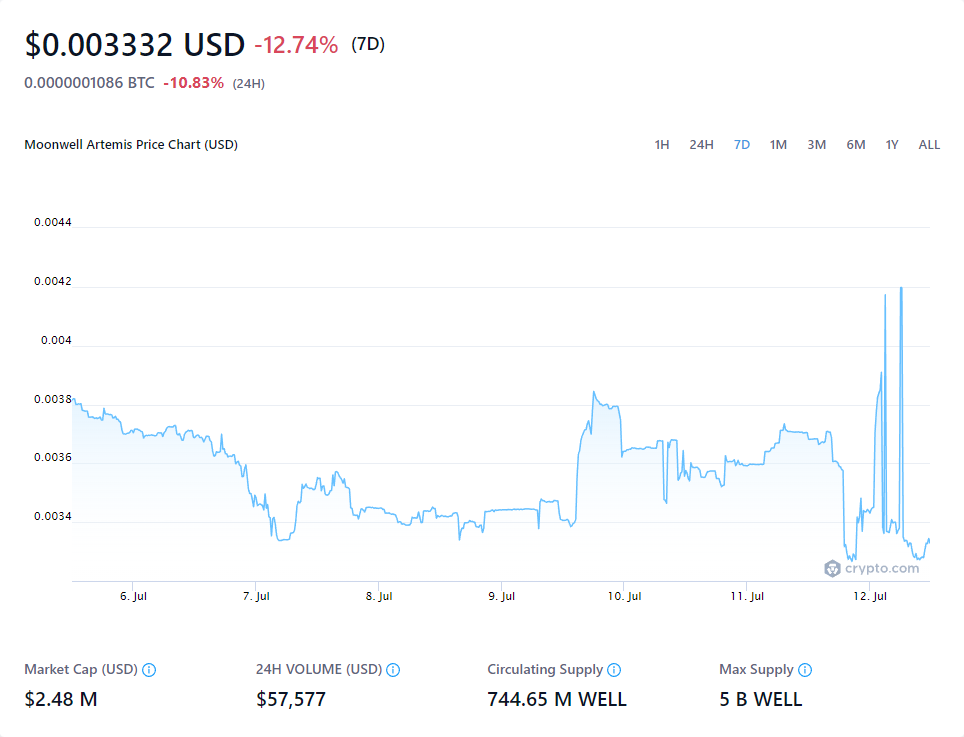 $0.003332 USD -12.74% (7D)
0.0000001086 BTC -10.83% (24H)
Moonwell Artemis Price Chart (USD) 1H 24H 7D 1M 3M 6M 1Y ALL
0.0044
0.0042
0.004
0.0038
0.0036
0.0034
crypto.com
6. Jul 7. Jul 8. Jul 9. Jul 10. Jul 11. Jul 12. Jul
Market Cap (USD) 24H VOLUME (USD) Circulating Supply Max Supply
$2.48 M $57,577 744.65 M WELL 5 B WELL